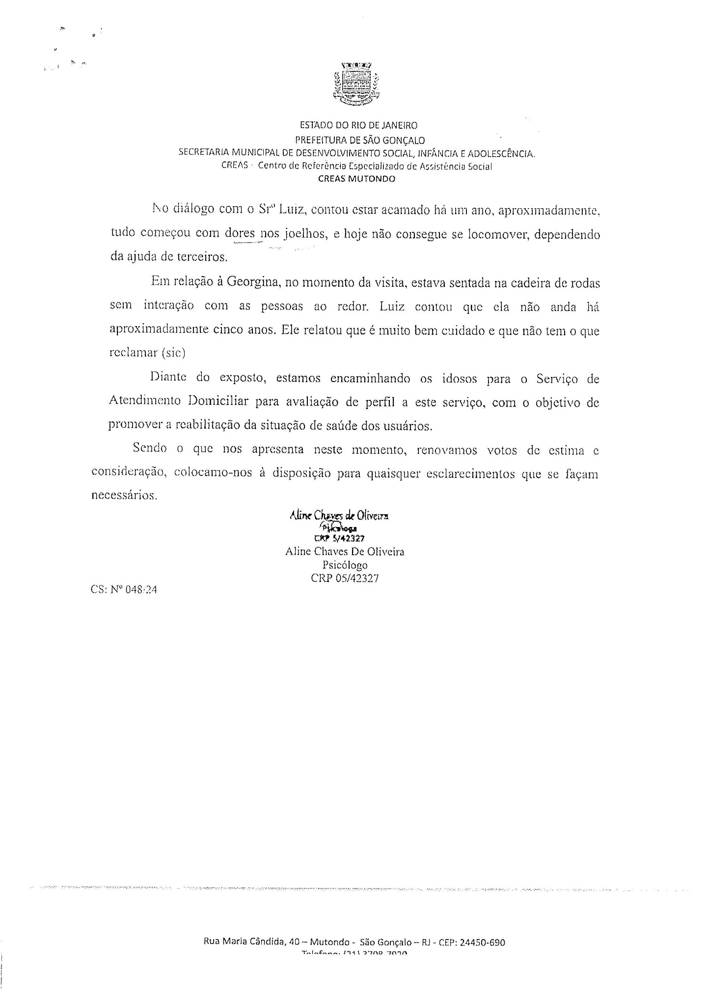 ESTADO DO RIO DE JANEIRO
PREFEITURA DE SÃO GONÇALO
SECRETARIA MUNICIPAL DE DESENVOLVIMENTO SOCIAL, INFÂNCIA E ADOLESCÊNCIA.
CREAS - Centro de Referência Especializado de Assistência Social
CREAS MUTONDO
No diálogo com o Srº Luiz, contou estar acamado há um ano, aproximadamente,
tudo começou com dores nos joelhos, e hoje não consegue se locomover, dependendo
da ajuda de terceiros.
Em relação à Georgina, no momento da visita, estava sentada na cadeira de rodas
sem interação com as pessoas ao redor. Luiz contou que ela não anda há
aproximadamente cinco anos. Ele relatou que é muito bem cuidado e que não tem o que
reclamar (sic)
Diante do exposto, estamos encaminhando os idosos para o Serviço de
Atendimento Domiciliar para avaliação de perfil a este serviço, com o objetivo de
promover a reabilitação da situação de saúde dos usuários.
Sendo o que nos apresenta neste momento, renovamos votos de estima e
consideração, colocamo-nos à disposição para quaisquer esclarecimentos que se façam
necessários.
Aline Chaves de Oliveira
Psicóloga
CRP 5/42327
Aline Chaves De Oliveira
Psicólogo
CRP 05/42327
CS: Nº 048/24
Rua Maria Cândida, 40 – Mutondo - São Gonçalo – RJ - CEP: 24450-690
Telefone: (21)